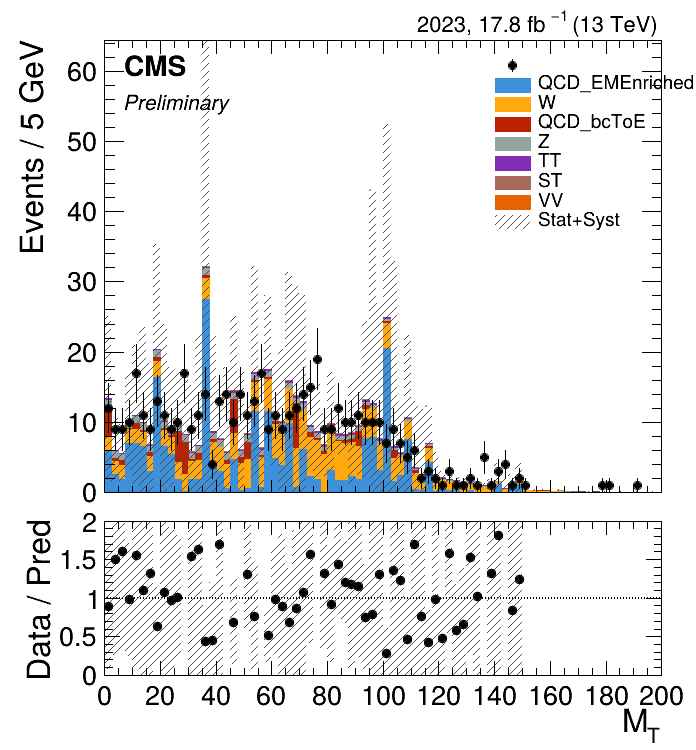 2023, 17.8 fb⁻¹ (13 TeV)
CMS
Preliminary
Events / 5 GeV
60
50
40
30
20
10
0
QCD_EMEnriched
W
QCD_bcToE
Z
TT
ST
VV
Stat+Syst
Data / Pred
2
1.5
1
0.5
0
0 20 40 60 80 100 120 140 160 180 200
M_T